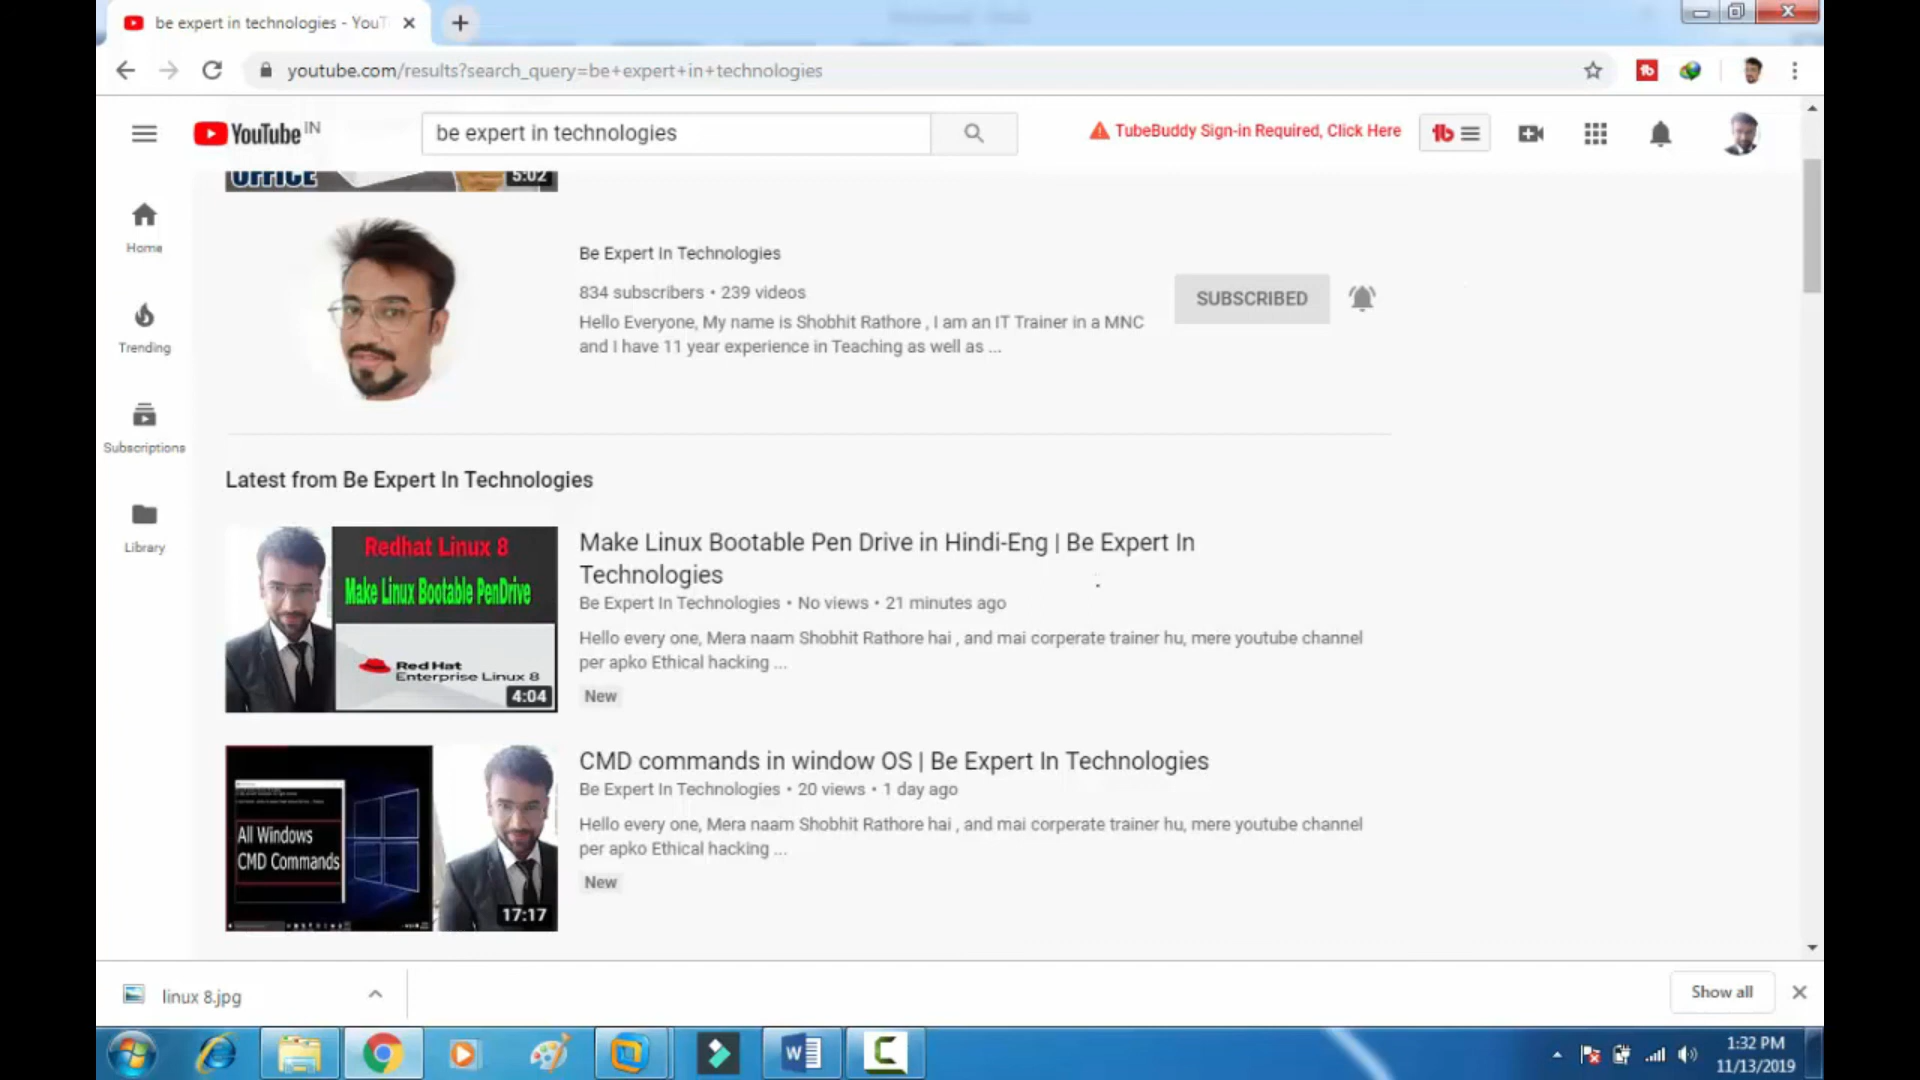 be expert in technologies - YouT
youtube.com/results?search_query=be+expert+in+technologies
YouTube IN
be expert in technologies
TubeBuddy Sign-in Required, Click Here
OFFICE
5:02
Home
Trending
Subscriptions
Library
Be Expert In Technologies
834 subscribers • 239 videos
Hello Everyone, My name is Shobhit Rathore , I am an IT Trainer in a MNC
and I have 11 year experience in Teaching as well as ...
SUBSCRIBED
Latest from Be Expert In Technologies
Redhat Linux 8
Make Linux Bootable PenDrive
Red Hat
Enterprise Linux 8
4:04
Make Linux Bootable Pen Drive in Hindi-Eng | Be Expert In
Technologies
Be Expert In Technologies • No views • 21 minutes ago
Hello every one, Mera naam Shobhit Rathore hai , and mai corperate trainer hu, mere youtube channel
per apko Ethical hacking ...
New
All Windows
CMD Commands
17:17
CMD commands in window OS | Be Expert In Technologies
Be Expert In Technologies • 20 views • 1 day ago
Hello every one, Mera naam Shobhit Rathore hai , and mai corperate trainer hu, mere youtube channel
per apko Ethical hacking ...
New
linux 8.jpg
Show all
1:32 PM
11/13/2019